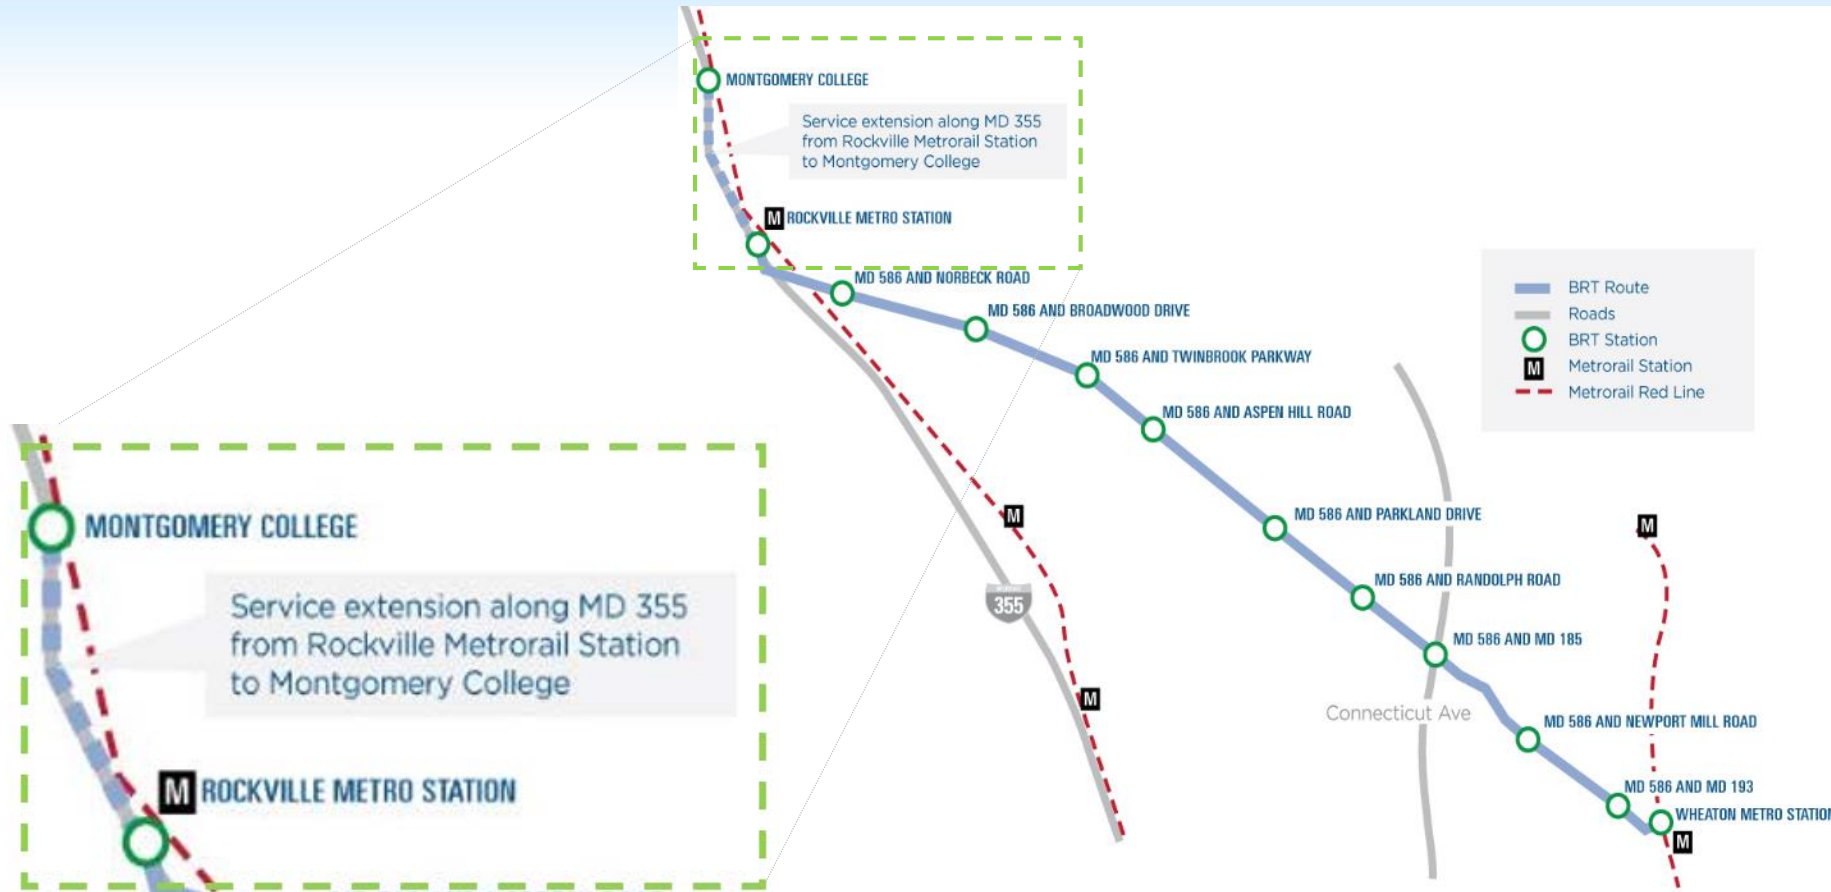 MONTGOMERY COLLEGE
Service extension along MD 355
from Rockville Metrorail Station
to Montgomery College
M ROCKVILLE METRO STATION
MD 586 AND NORBECK ROAD
MD 586 AND BROADWOOD DRIVE
MD 586 AND TWINBROOK PARKWAY
MD 586 AND ASPEN HILL ROAD
MD 586 AND PARKLAND DRIVE
MD 586 AND RANDOLPH ROAD
MD 586 AND MD 185
MD 586 AND NEWPORT MILL ROAD
MD 586 AND MD 193
WHEATON METRO STATION
M
M
M
M
355
Connecticut Ave
BRT Route
Roads
BRT Station
M Metrorail Station
Metrorail Red Line
MONTGOMERY COLLEGE
Service extension along MD 355
from Rockville Metrorail Station
to Montgomery College
M ROCKVILLE METRO STATION